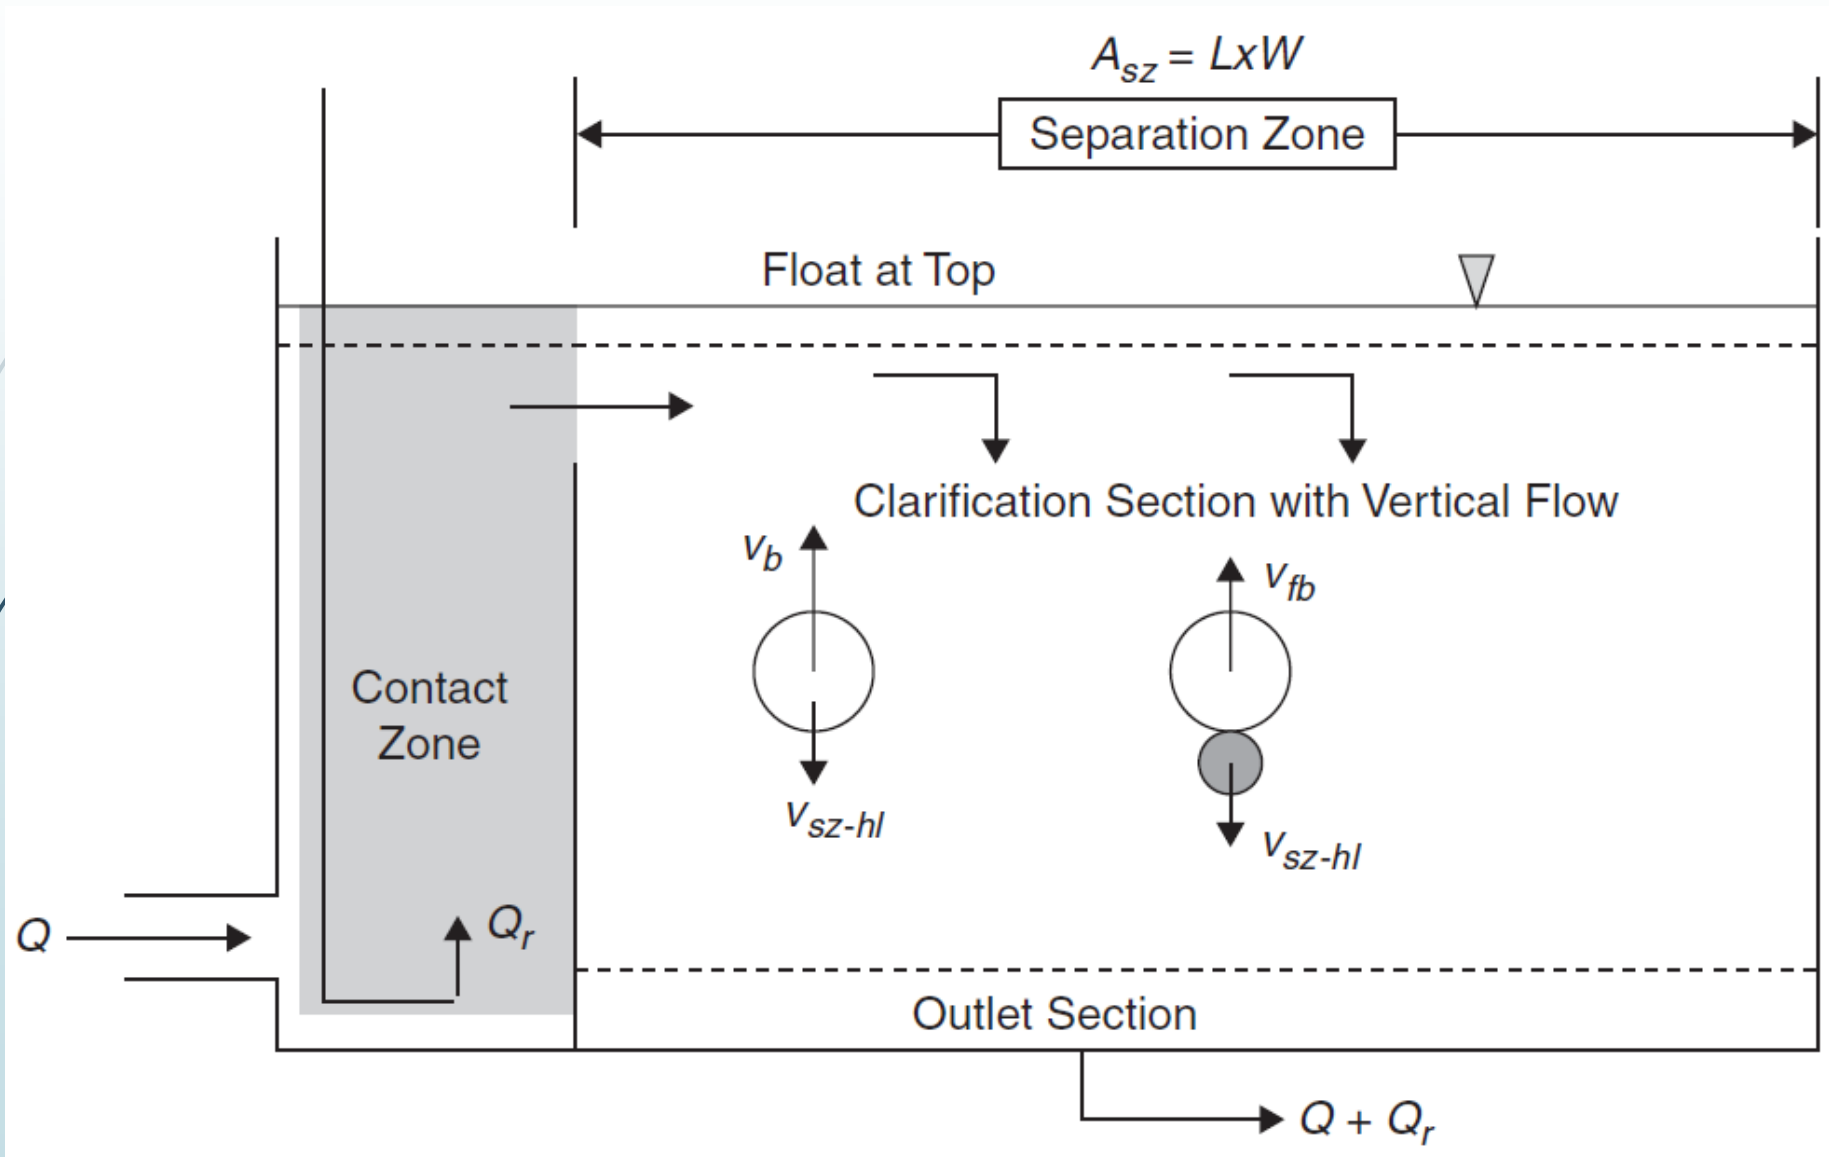 A_sz = LxW
Separation Zone
Float at Top
Clarification Section with Vertical Flow
v_b
v_fb
Contact
Zone
v_sz-hl
v_sz-hl
Q
Q_r
Outlet Section
Q + Q_r